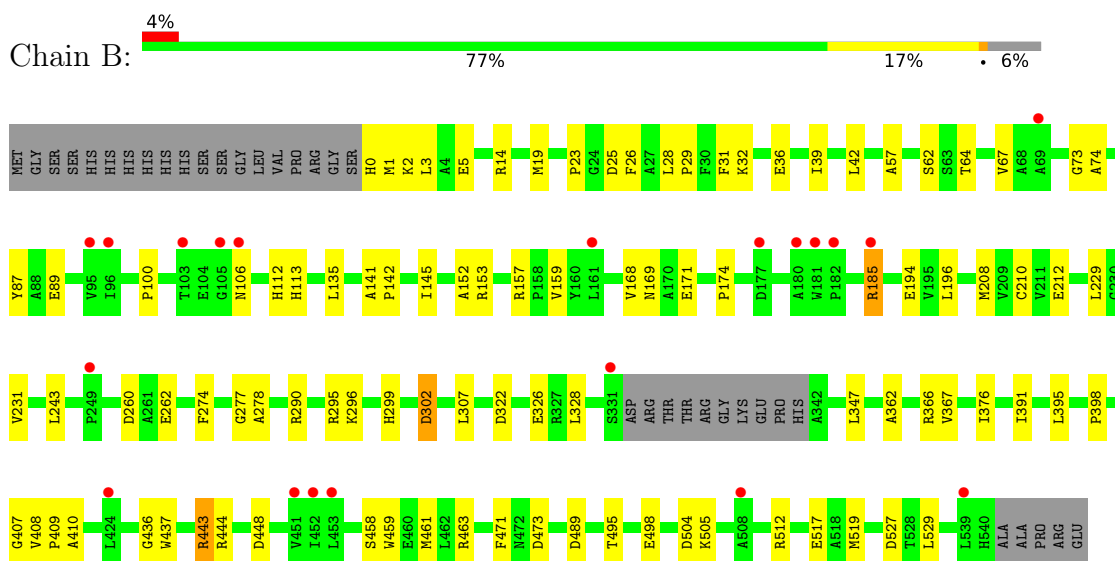 4%
Chain B:
77% 17% • 6%
MET GLY SER SER HIS HIS HIS HIS HIS HIS SER SER GLY LEU VAL PRO ARG GLY SER H0 M1 K2 L3 A4 E5 R14 M19 P23 G24 D25 F26 A27 L28 P29 F30 F31 K32 E36 I39 L42 A57 S62 S63 T64 V67 A68 A69 G73 A74
Y87 A88 E89 V95 I96 P100 T103 E104 G105 N106 H112 H113 L135 A141 P142 I145 A152 R153 R157 P158 V159 Y160 L161 V168 N169 A170 E171 P174 D177 A180 W181 P182 R185 E194 V195 L196 M208 V209 C210 V211 E212 L229 G230
V231 L243 P249 D260 A261 E262 F274 G277 A278 R290 R295 K296 H299 D302 L307 D322 E326 R327 L328 S331 ASP ARG THR THR ARG GLY LYS GLU PRO HIS A342 L347 A362 R366 V367 I376 I391 L395 P398
G407 V408 P409 A410 L424 G436 W437 R443 R444 D448 V451 I452 L453 S458 W459 E460 M461 L462 R463 F471 N472 D473 D489 T495 E498 D504 K505 A508 R512 E517 A518 M519 D527 T528 L529 L539 H540 ALA ALA PRO ARG GLU